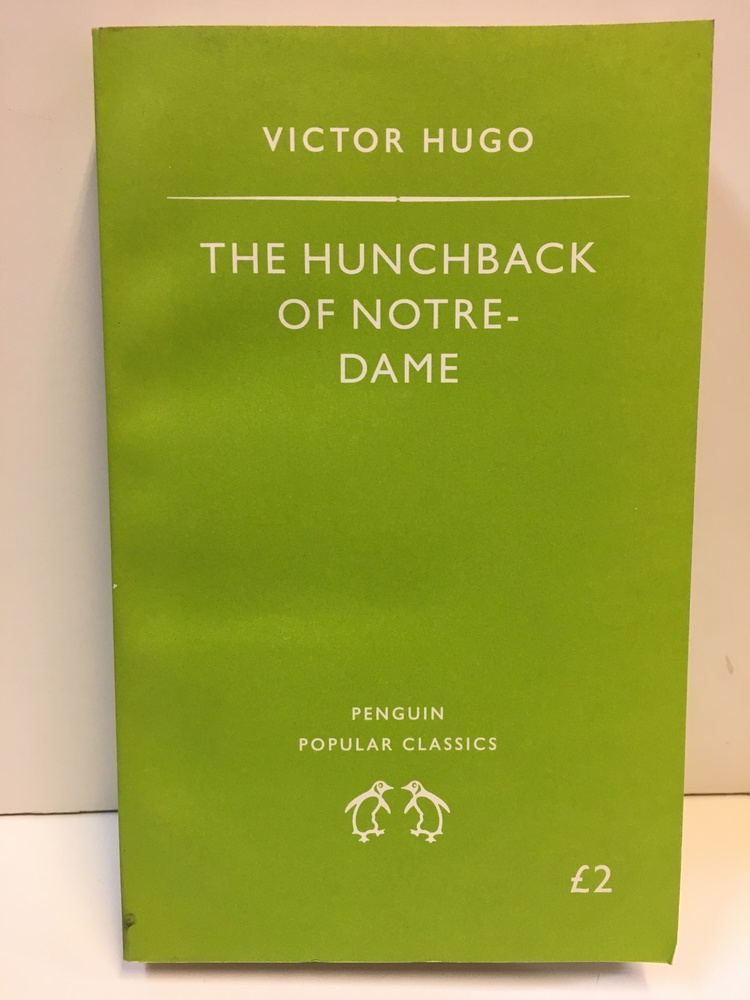 VICTOR HUGO
THE HUNCHBACK
OF NOTRE-
DAME
PENGUIN
POPULAR CLASSICS
£2